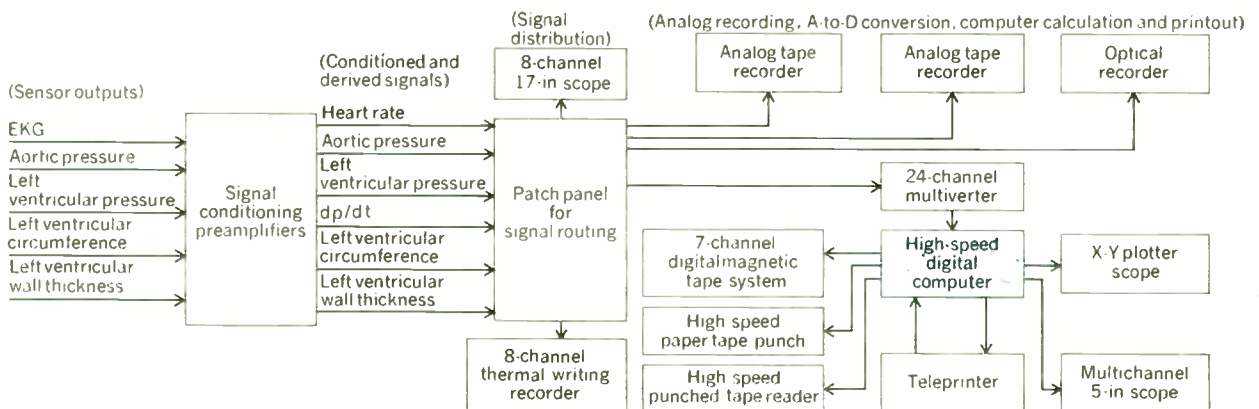 (Signal
distribution)
(Analog recording, A-to-D conversion, computer calculation and printout)
8-channel
17-in scope
Analog tape
recorder
Analog tape
recorder
Optical
recorder
(Sensor outputs)
EKG
Aortic pressure
Left
ventricular pressure
Left ventricular
circumference
Left ventricular
wall thickness
Signal
conditioning
preamplifiers
(Conditioned and
derived signals)
Heart rate
Aortic pressure
Left
ventricular pressure
dp/dt
Left ventricular
circumference
Left ventricular
wall thickness
Patch panel
for
signal routing
8-channel
thermal writing
recorder
24-channel
multiverter
7-channel
digital magnetic
tape system
High-speed
digital
computer
X-Y plotter
scope
High speed
paper tape punch
High speed
punched tape reader
Teleprinter
Multichannel
5-in scope